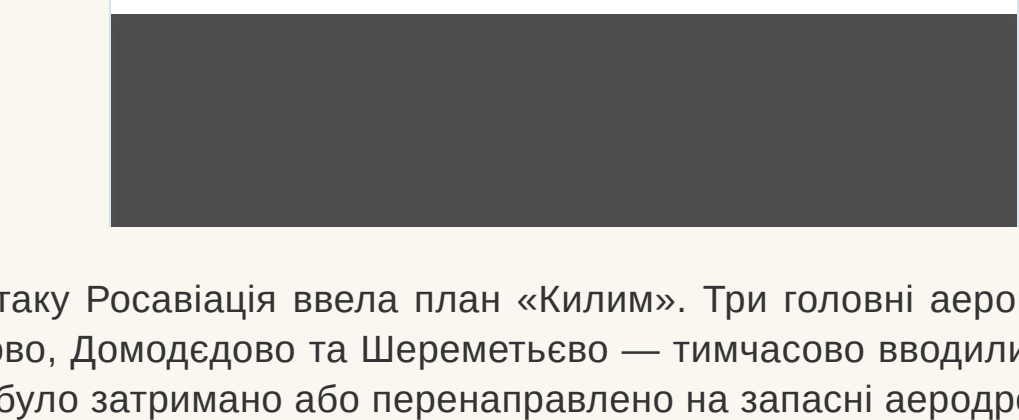 таку Росавіація ввела план «Килим». Три головні аеро
ово, Домодєдово та Шереметьєво — тимчасово вводили
було затримано або перенаправлено на запасні аеродро